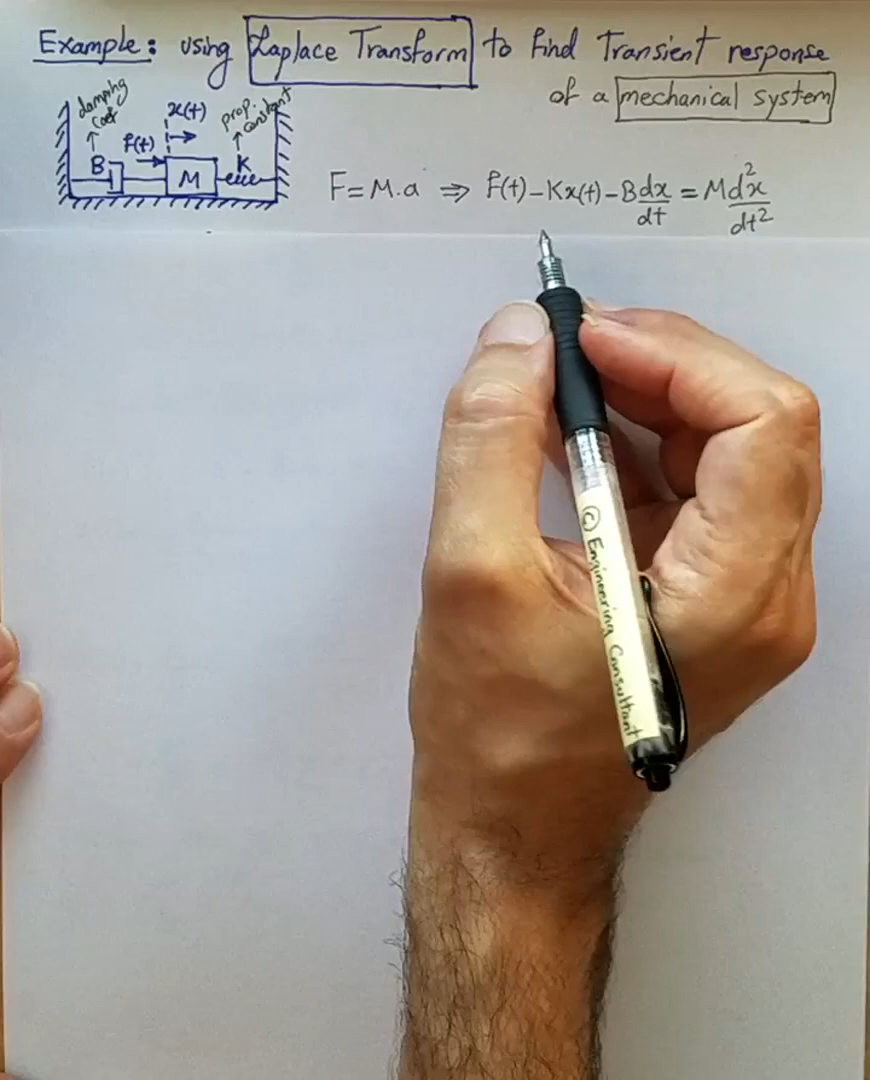 Example: using Laplace Transform to find Transient response
of a mechanical system
damping coef
x(t)
prop. constant
f(t)
B
M
K
F=M.a ⇒ f(t)-Kx(t)-B dx/dt = M d²x/dt²
© Engineering Consultant